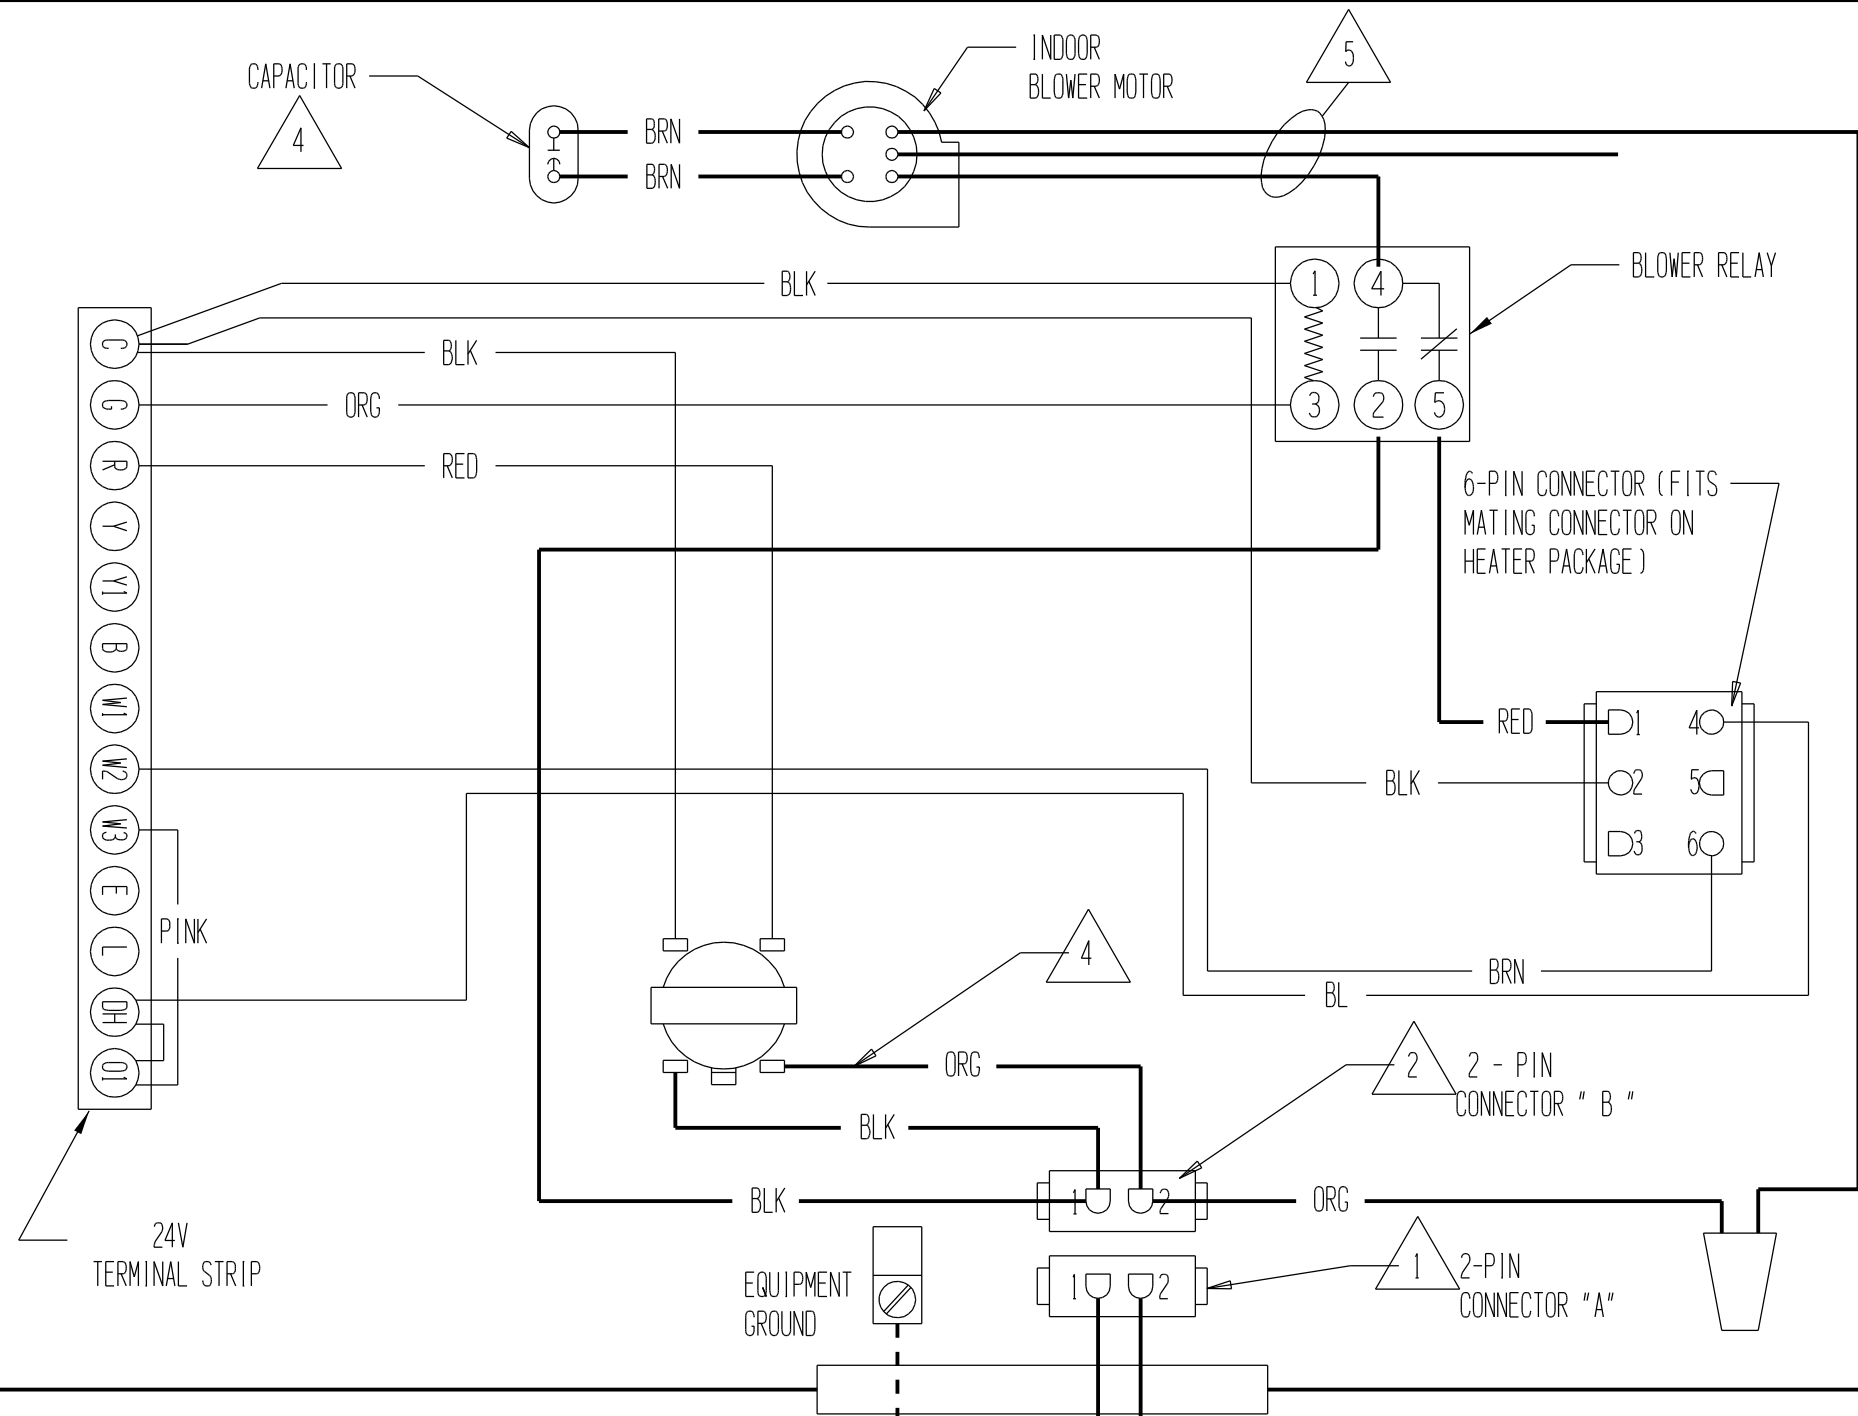 INDOOR
BLOWER MOTOR
5
CAPACITOR
4
BRN
BRN
BLOWER RELAY
BLK
1 4
C
BLK
G
ORG
3 2 5
R
RED
6-PIN CONNECTOR (FITS
MATING CONNECTOR ON
HEATER PACKAGE)
Y
Y1
B
W1
RED
1 4
W2
BLK
2 5
W3
3 6
E
PINK
L
4
BRN
BL
DH
O1
ORG
2
2 - PIN
CONNECTOR " B "
BLK
BLK
1 2
ORG
24V
TERMINAL STRIP
EQUIPMENT
GROUND
1 2
1
2-PIN
CONNECTOR "A"